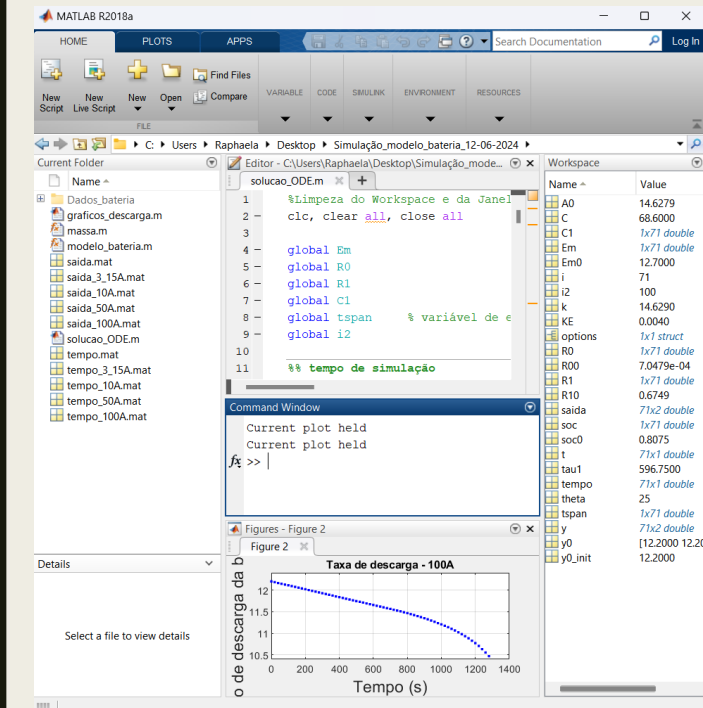 MATLAB R2018a
HOME PLOTS APPS
Search Documentation
Log In
New Script
New Live Script
New
Open
Find Files
Compare
FILE
VARIABLE
CODE
SIMULINK
ENVIRONMENT
RESOURCES
C: Users Raphaela Desktop Simulação_modelo_bateria_12-06-2024
Current Folder
Name
Dados_bateria
graficos_descarga.m
massa.m
modelo_bateria.m
saida.mat
saida_3_15A.mat
saida_10A.mat
saida_50A.mat
saida_100A.mat
solucao_ODE.m
tempo.mat
tempo_3_15A.mat
tempo_10A.mat
tempo_50A.mat
tempo_100A.mat
Details
Select a file to view details
Editor - C:\Users\Raphaela\Desktop\Simulação_mode...
solucao_ODE.m
1 %Limpeza do Workspace e da Janel
2 – clc, clear all, close all
3
4 – global Em
5 – global R0
6 – global R1
7 – global C1
8 – global tspan % variável de e
9 – global i2
10
11 %% tempo de simulação
Command Window
Current plot held
Current plot held
fx >>
Figures - Figure 2
Figure 2
Taxa de descarga - 100A
o de descarga da b
12
11.5
11
10.5
0 200 400 600 800 1000 1200 1400
Tempo (s)
Workspace
Name Value
A0 14.6279
C 68.6000
C1 1x71 double
Em 1x71 double
Em0 12.7000
i 71
i2 100
k 14.6290
KE 0.0040
options 1x1 struct
R0 1x71 double
R00 7.0479e-04
R1 1x71 double
R10 0.6749
saida 71x2 double
soc 1x71 double
soc0 0.8075
t 71x1 double
tau1 596.7500
tempo 71x1 double
theta 25
tspan 1x71 double
y 71x2 double
y0 [12.2000 12.20
y0_init 12.2000